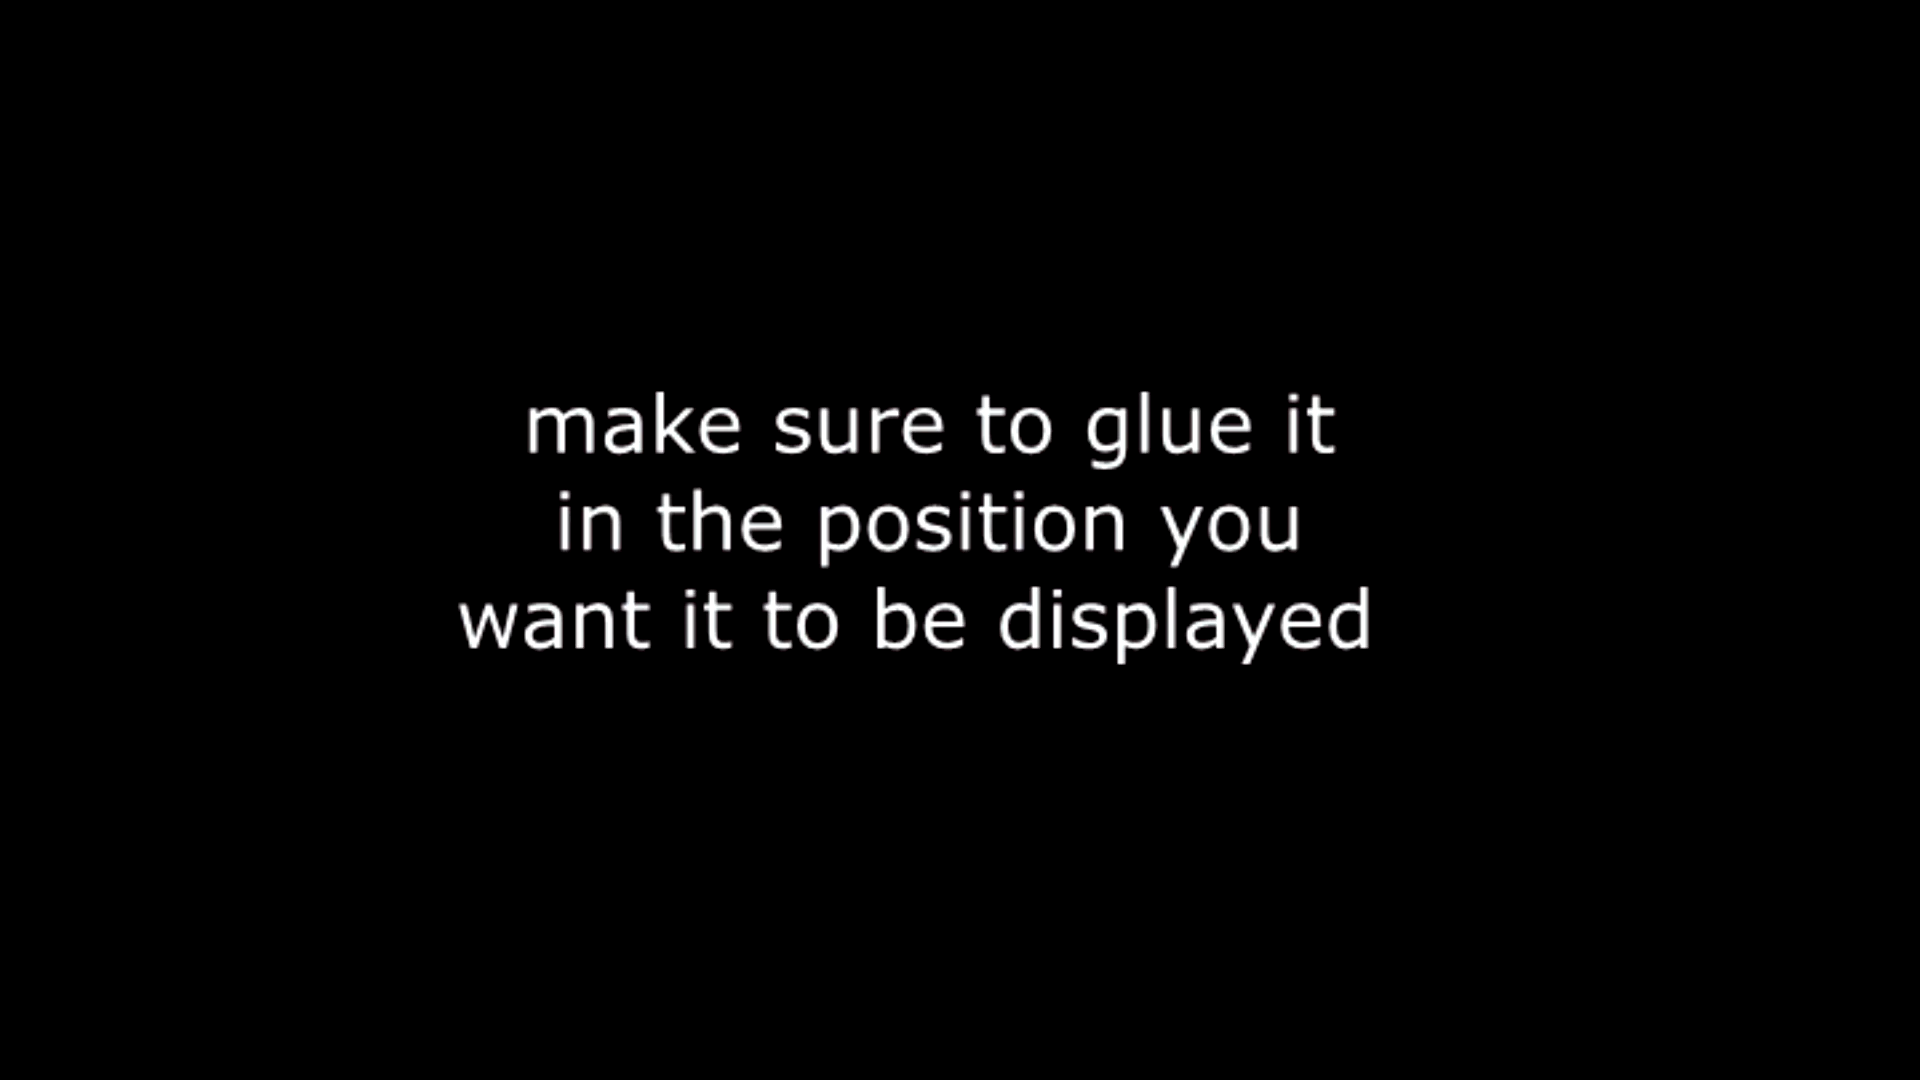 make sure to glue it
in the position you
want it to be displayed